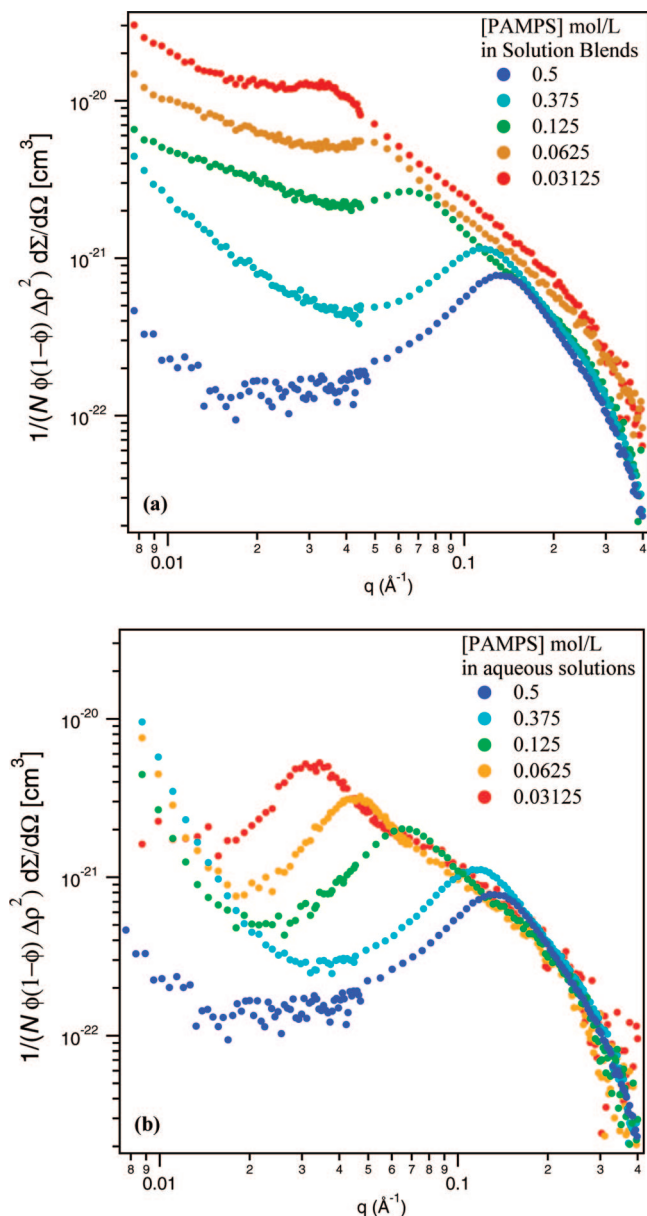 [PAMPS] mol/L
in Solution Blends
0.5
0.375
0.125
0.0625
0.03125
10⁻²⁰
10⁻²¹
10⁻²²
1/(N ϕ(1−ϕ) Δρ²) dΣ/dΩ [cm³]
(a)
8 9 0.01 2 3 4 5 6 7 8 9 0.1 2 3 4
q (Å⁻¹)
[PAMPS] mol/L
in aqueous solutions
0.5
0.375
0.125
0.0625
0.03125
10⁻²⁰
10⁻²¹
10⁻²²
1/(N ϕ(1−ϕ) Δρ²) dΣ/dΩ [cm³]
(b)
8 9 0.01 2 3 4 5 6 7 8 9 0.1 2 3 4
q (Å⁻¹)